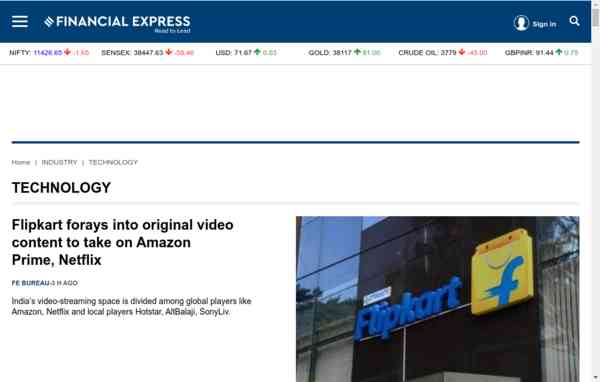 FINANCIAL EXPRESS
Read to Lead
Sign in
NIFTY: 11426.65 -1.65 SENSEX: 38447.63 -58.46 USD: 71.67 0.03 GOLD: 38117 81.00 CRUDE OIL: 3779 -43.00 GBPINR: 91.44 0.75
Home | INDUSTRY | TECHNOLOGY
TECHNOLOGY
Flipkart forays into original video
content to take on Amazon
Prime, Netflix
FE BUREAU-3 H AGO
India's video-streaming space is divided among global players like
Amazon, Netflix and local players Hotstar, AltBalaji, SonyLiv.
Flipkart
f